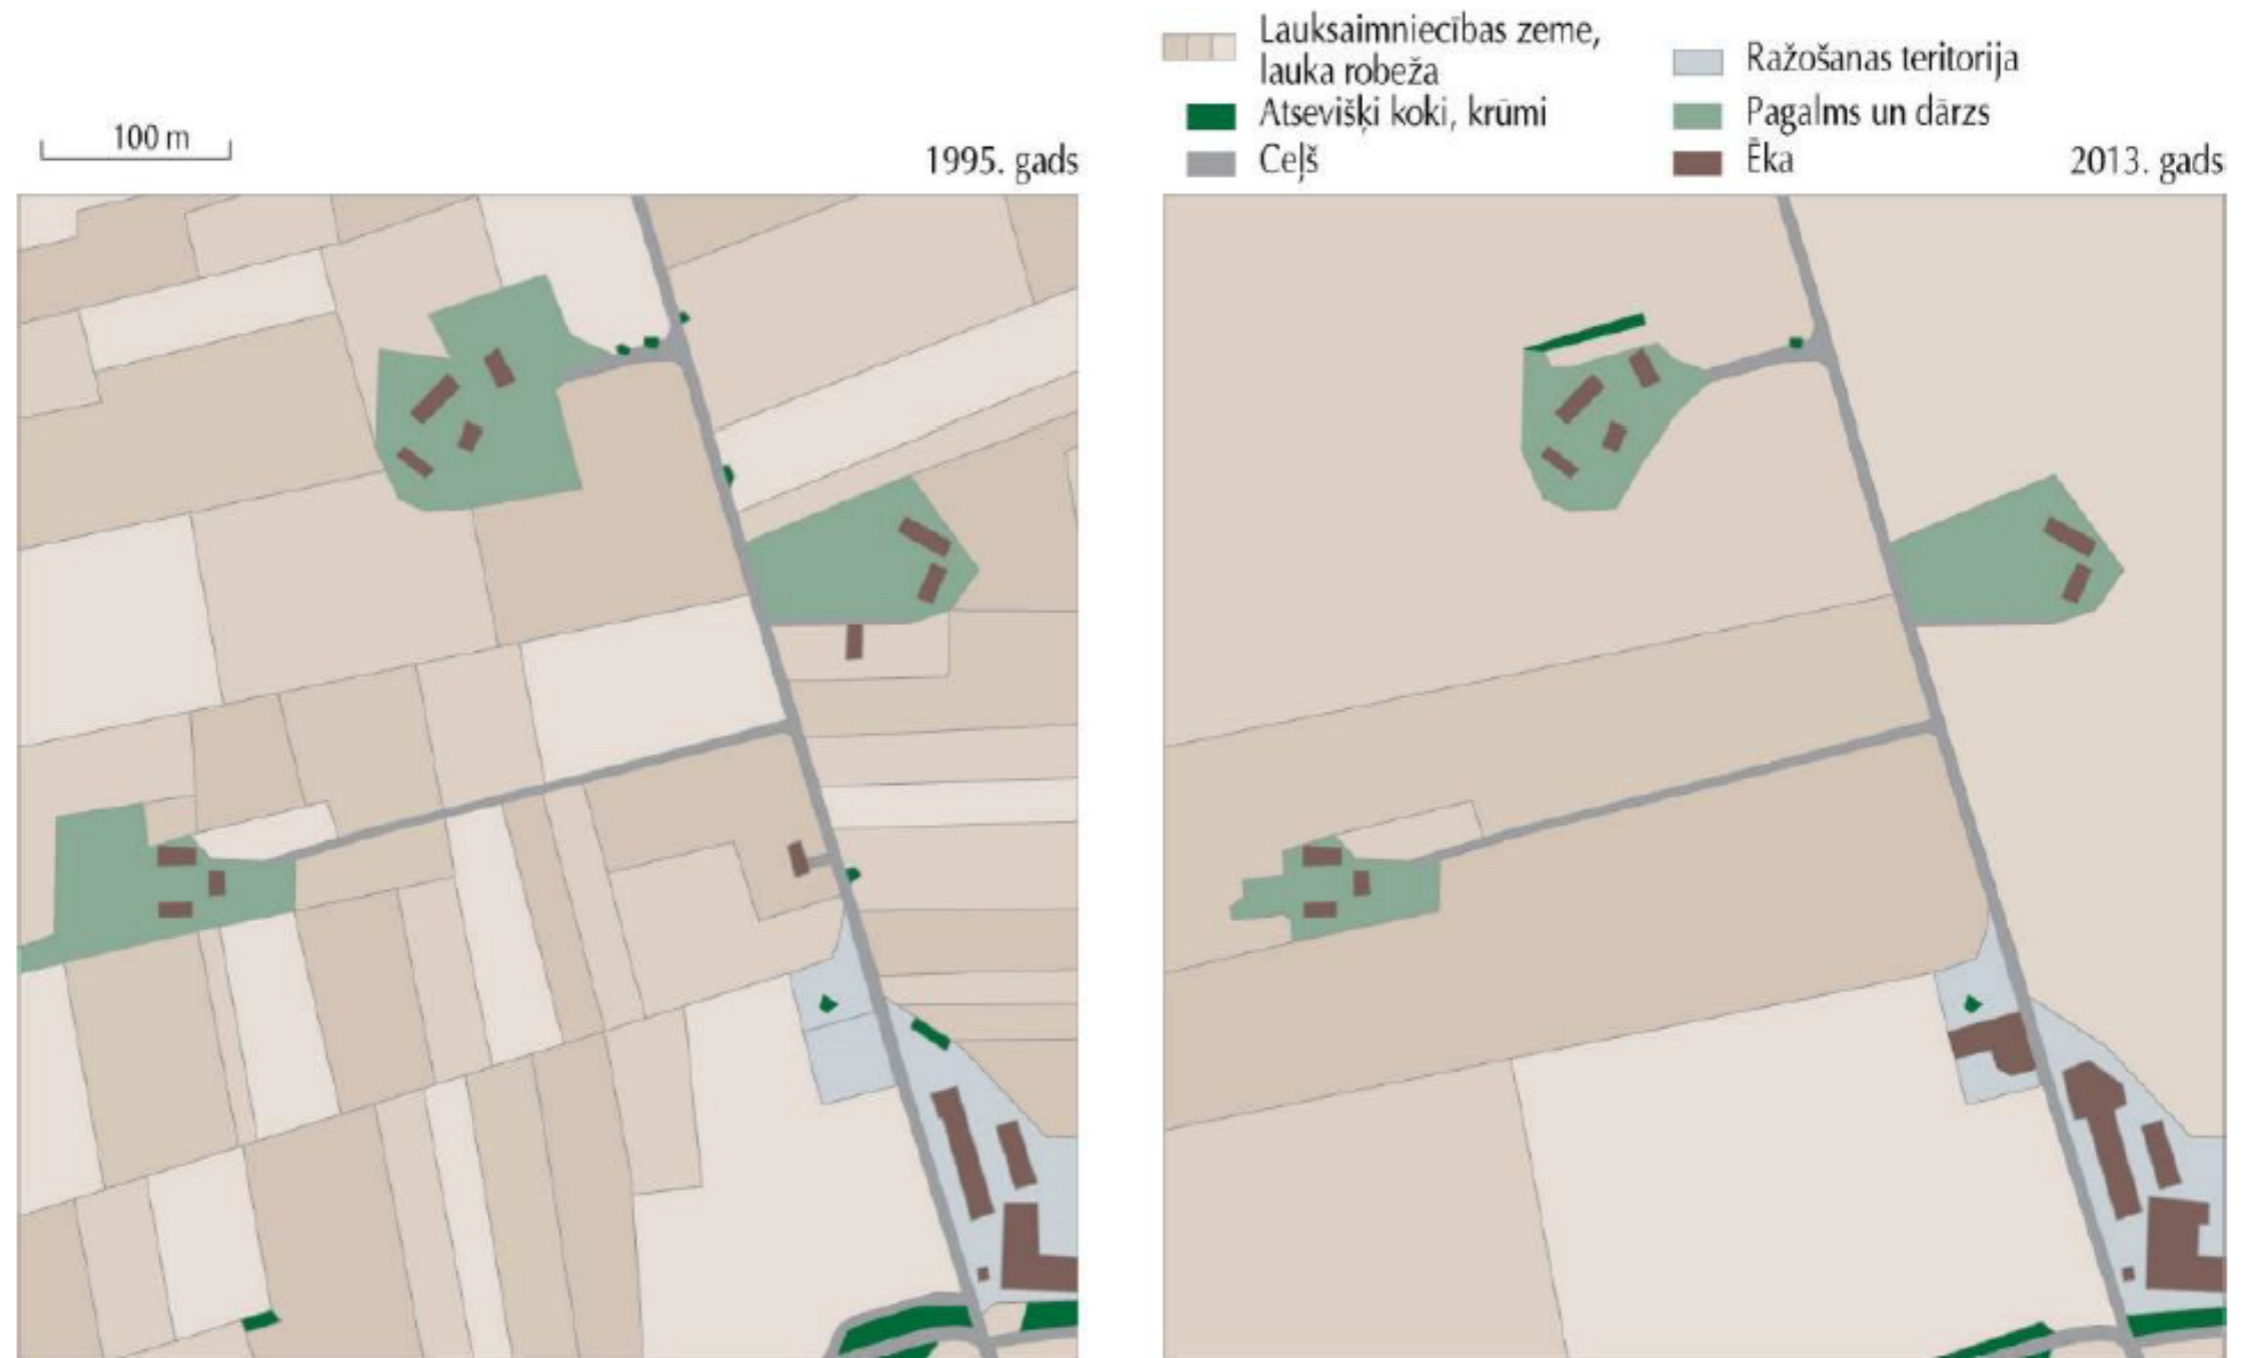 100 m
1995. gads
Lauksaimniecības zeme,
lauka robeža
Atsevišķi koki, krūmi
Ceļš
Ražošanas teritorija
Pagalms un dārzs
Ēka
2013. gads